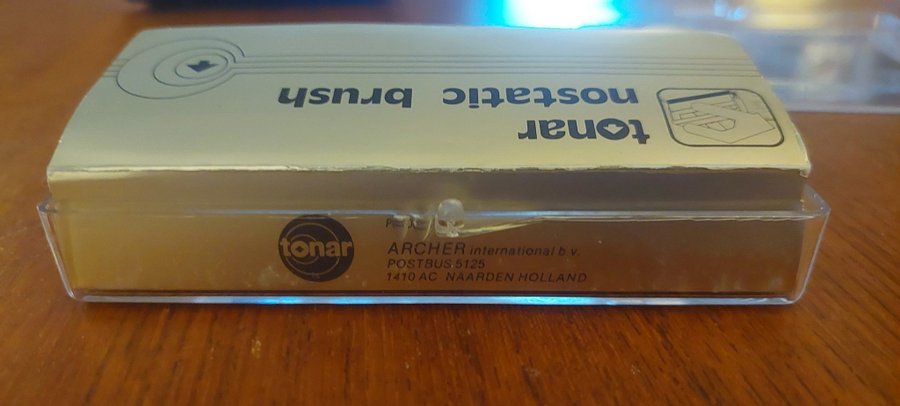 tonar
nostatic brush
tonar
ARCHER international b.v.
POSTBUS 5125
1410 AC NAARDEN HOLLAND